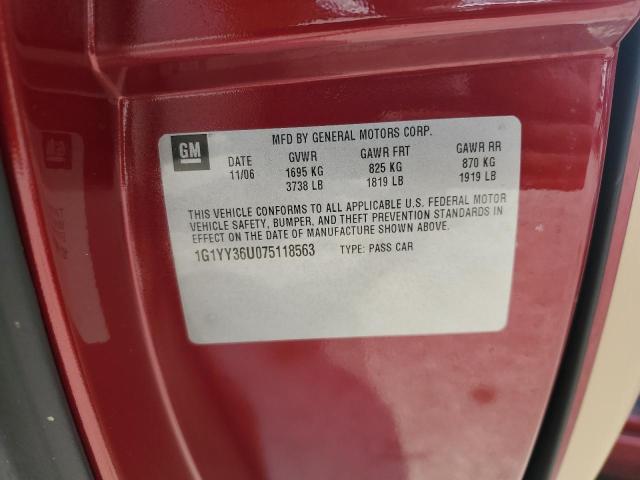 MFD BY GENERAL MOTORS CORP.
GM DATE GVWR GAWR FRT GAWR RR
11/06 1695 KG 825 KG 870 KG
3738 LB 1819 LB 1919 LB
THIS VEHICLE CONFORMS TO ALL APPLICABLE U.S. FEDERAL MOTOR
VEHICLE SAFETY, BUMPER, AND THEFT PREVENTION STANDARDS IN
EFFECT ON THE DATE OF MANUFACTURE SHOWN ABOVE.
1G1YY36U075118563 TYPE: PASS CAR